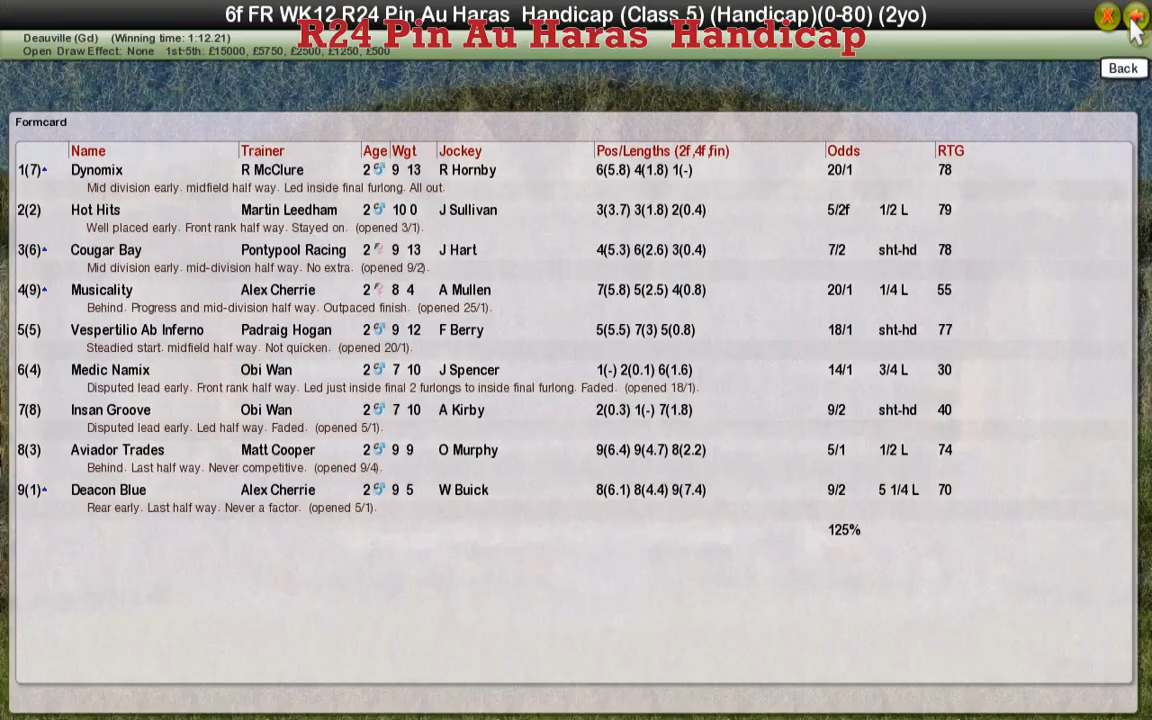 6f FR WK12 R24 Pin Au Haras Handicap (Class 5) (Handicap)(0-80) (2yo)
X
R24 Pin Au Haras Handicap
Deauville (Gd) (Winning time: 1:12.21)
Open Draw Effect: None 1st-5th: £15000, £5750, £2500, £1250, £500
Back
Formcard
Name Trainer Age Wgt Jockey Pos/Lengths (2f,4f,fin) Odds RTG
1(7) Dynomix R McClure 2 9 13 R Hornby 6(5.8) 4(1.8) 1(-) 20/1 78
Mid division early. midfield half way. Led inside final furlong. All out.
2(2) Hot Hits Martin Leedham 2 10 0 J Sullivan 3(3.7) 3(1.8) 2(0.4) 5/2f 1/2 L 79
Well placed early. Front rank half way. Stayed on. (opened 3/1).
3(6) Cougar Bay Pontypool Racing 2 9 13 J Hart 4(5.3) 6(2.6) 3(0.4) 7/2 sht-hd 78
Mid division early. mid-division half way. No extra. (opened 9/2).
4(9) Musicality Alex Cherrie 2 8 4 A Mullen 7(5.8) 5(2.5) 4(0.8) 20/1 1/4 L 55
Behind. Progress and mid-division half way. Outpaced finish. (opened 25/1).
5(5) Vespertilio Ab Inferno Padraig Hogan 2 9 12 F Berry 5(5.5) 7(3) 5(0.8) 18/1 sht-hd 77
Steadied start. midfield half way. Not quicken. (opened 20/1).
6(4) Medic Namix Obi Wan 2 7 10 J Spencer 1(-) 2(0.1) 6(1.6) 14/1 3/4 L 30
Disputed lead early. Front rank half way. Led just inside final 2 furlongs to inside final furlong. Faded. (opened 18/1).
7(8) Insan Groove Obi Wan 2 7 10 A Kirby 2(0.3) 1(-) 7(1.8) 9/2 sht-hd 40
Disputed lead early. Led half way. Faded. (opened 5/1).
8(3) Aviador Trades Matt Cooper 2 9 9 O Murphy 9(6.4) 9(4.7) 8(2.2) 5/1 1/2 L 74
Behind. Last half way. Never competitive. (opened 9/4).
9(1) Deacon Blue Alex Cherrie 2 9 5 W Buick 8(6.1) 8(4.4) 9(7.4) 9/2 5 1/4 L 70
Rear early. Last half way. Never a factor. (opened 5/1).
125%